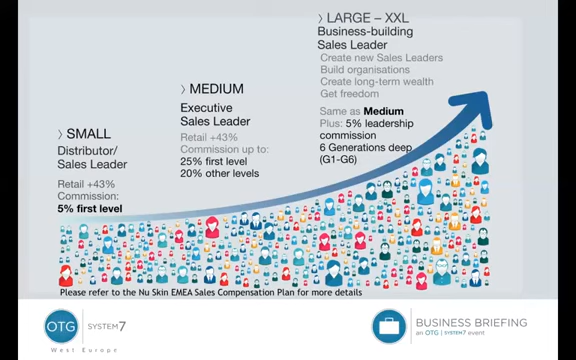 〉SMALL
Distributor/
Sales Leader
Retail +43%
Commission:
5% first level
〉MEDIUM
Executive
Sales Leader
Retail +43%
Commission up to:
25% first level
20% other levels
〉LARGE – XXL
Business-building
Sales Leader
Create new Sales Leaders
Build organisations
Create long-term wealth
Get freedom
Same as Medium
Plus: 5% leadership
commission
6 Generations deep
(G1-G6)
Please refer to the Nu Skin EMEA Sales Compensation Plan for more details
OTG SYSTEM7
West Europe
BUSINESS BRIEFING
an OTG | SYSTEM7 event